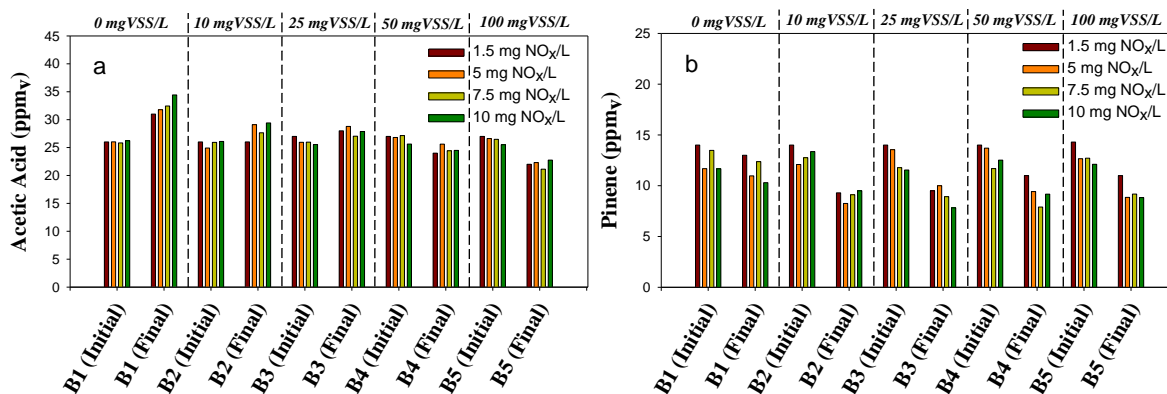 0 mgVSS/L 10 mgVSS/L 25 mgVSS/L 50 mgVSS/L 100 mgVSS/L
a
1.5 mg NOX/L
5 mg NOX/L
7.5 mg NOX/L
10 mg NOX/L
Acetic Acid (ppmv)
45
40
35
30
25
20
15
10
5
0
B1 (Initial)
B1 (Final)
B2 (Initial)
B2 (Final)
B3 (Initial)
B3 (Final)
B4 (Initial)
B4 (Final)
B5 (Initial)
B5 (Final)
0 mgVSS/L 10 mgVSS/L 25 mgVSS/L 50 mgVSS/L 100 mgVSS/L
b
1.5 mg NOX/L
5 mg NOX/L
7.5 mg NOX/L
10 mg NOX/L
Pinene (ppmv)
25
20
15
10
5
0
B1 (Initial)
B1 (Final)
B2 (Initial)
B2 (Final)
B3 (Initial)
B3 (Final)
B4 (Initial)
B4 (Final)
B5 (Initial)
B5 (Final)